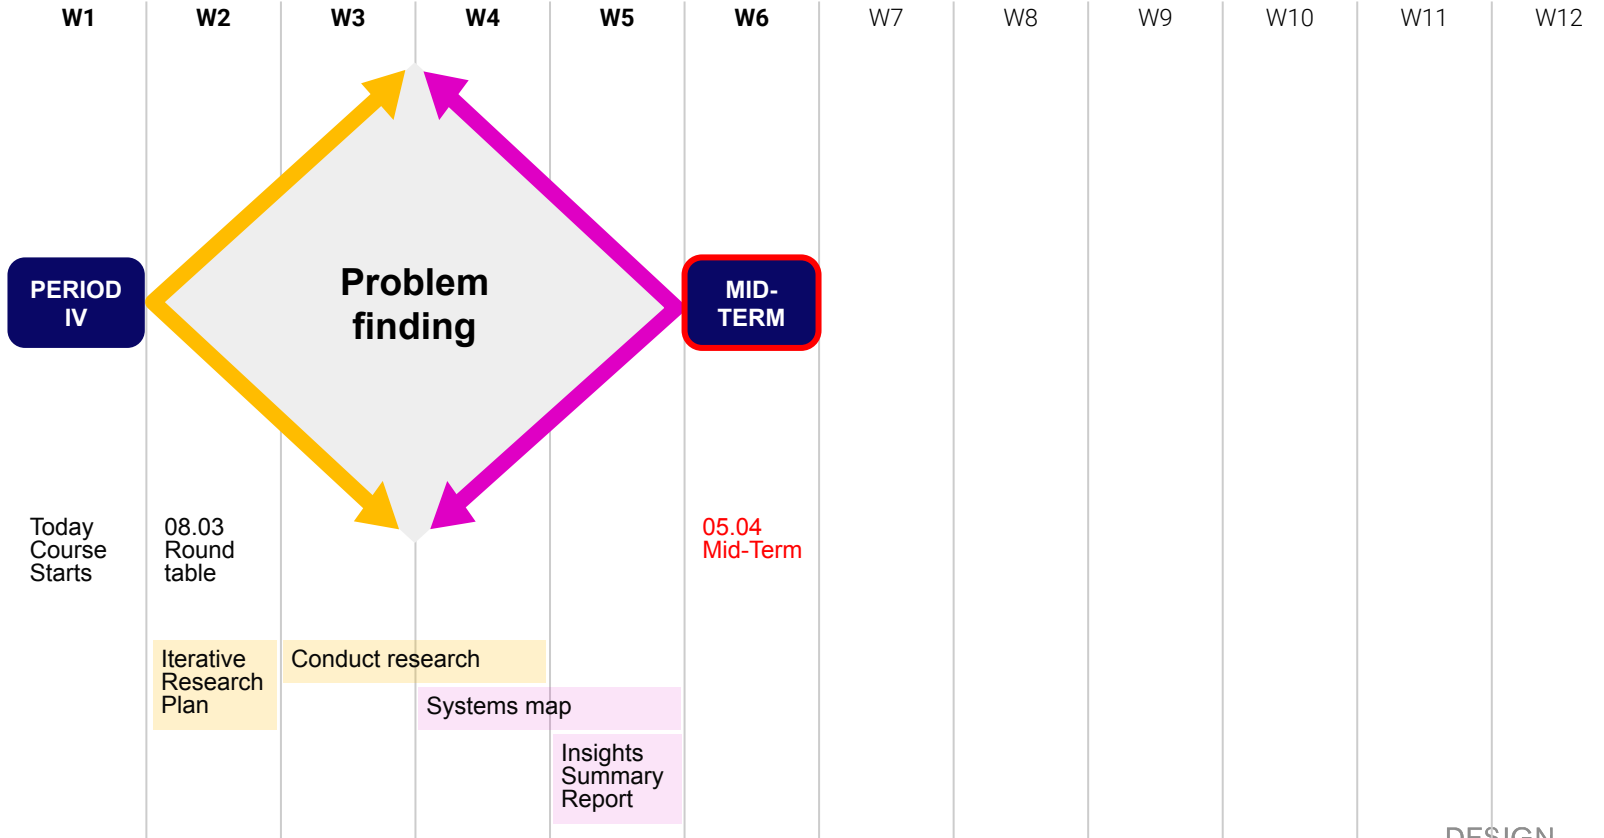 W1 W2 W3 W4 W5 W6 W7 W8 W9 W10 W11 W12
Problem
finding
PERIOD
IV
MID-
TERM
Today
Course
Starts
08.03
Round
table
05.04
Mid-Term
Iterative
Research
Plan
Conduct research
Systems map
Insights
Summary
Report
DESIGN